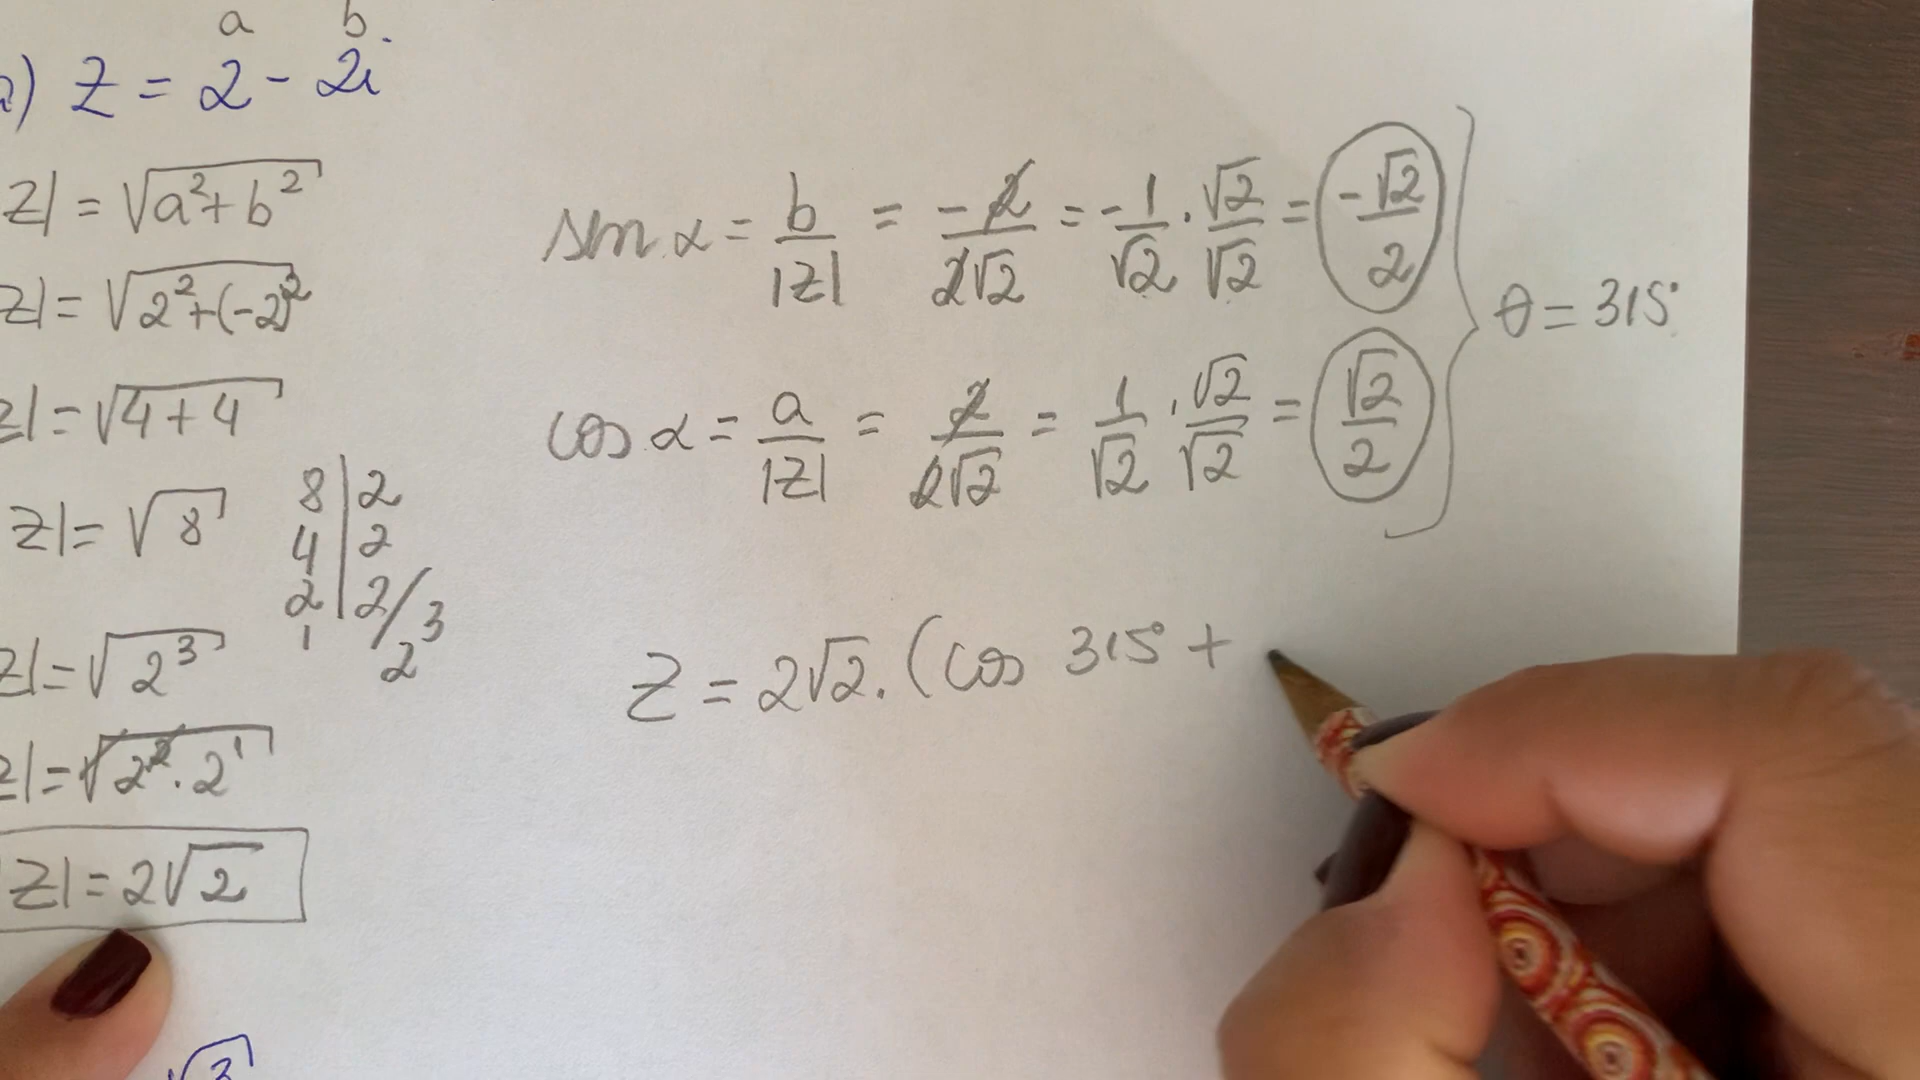 a b
a) z = 2 - 2i
|z| = √(a² + b²)
|z| = √(2² + (-2)²)
|z| = √(4 + 4)
|z| = √8
8 | 2
4 | 2
2 | 2 /
1 2³
|z| = √(2³)
|z| = √(2² · 2¹)
|z| = 2√2
sen α = b/|z| = -2/(2√2) = -1/√2 · √2/√2 = -√2/2
cos α = a/|z| = 2/(2√2) = 1/√2 · √2/√2 = √2/2
θ = 315°
z = 2√2 · (cos 315° +
√3